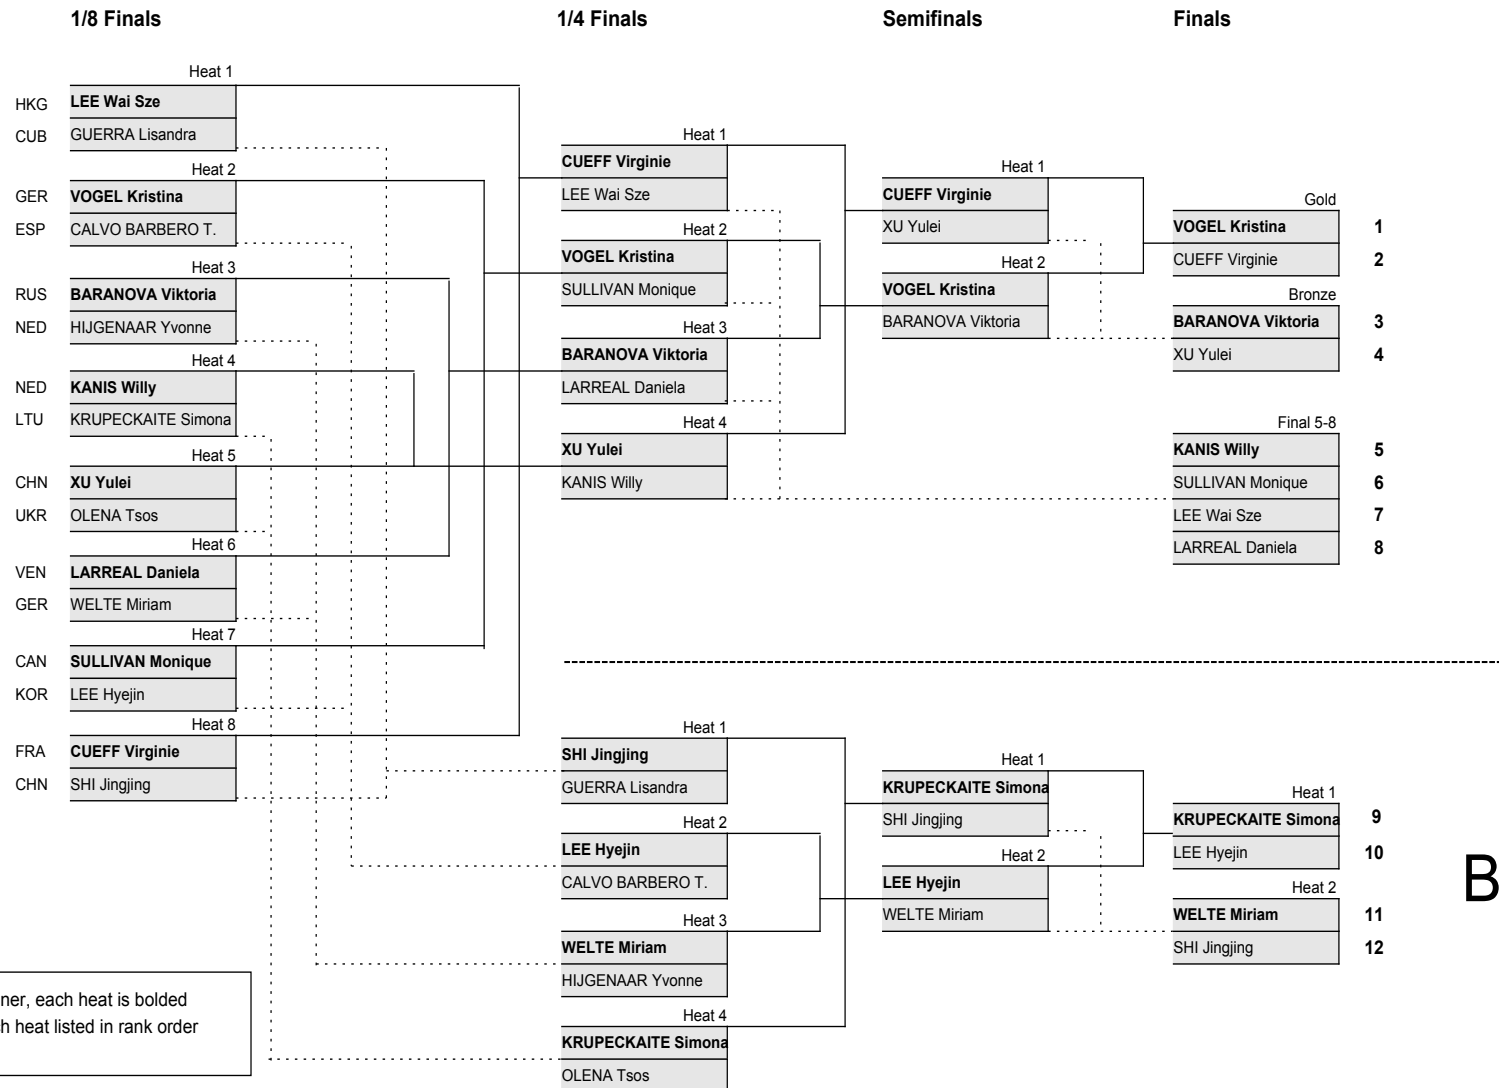 1/8 Finals 1/4 Finals Semifinals Finals
Heat 1
HKG LEE Wai Sze
CUB GUERRA Lisandra
Heat 2
GER VOGEL Kristina
ESP CALVO BARBERO T.
Heat 3
RUS BARANOVA Viktoria
NED HIJGENAAR Yvonne
Heat 4
NED KANIS Willy
LTU KRUPECKAITE Simona
Heat 5
CHN XU Yulei
UKR OLENA Tsos
Heat 6
VEN LARREAL Daniela
GER WELTE Miriam
Heat 7
CAN SULLIVAN Monique
KOR LEE Hyejin
Heat 8
FRA CUEFF Virginie
CHN SHI Jingjing
Heat 1
CUEFF Virginie
LEE Wai Sze
Heat 2
VOGEL Kristina
SULLIVAN Monique
Heat 3
BARANOVA Viktoria
LARREAL Daniela
Heat 4
XU Yulei
KANIS Willy
Heat 1
CUEFF Virginie
XU Yulei
Heat 2
VOGEL Kristina
BARANOVA Viktoria
Gold
VOGEL Kristina 1
CUEFF Virginie 2
Bronze
BARANOVA Viktoria 3
XU Yulei 4
Final 5-8
KANIS Willy 5
SULLIVAN Monique 6
LEE Wai Sze 7
LARREAL Daniela 8
Heat 1
SHI Jingjing
GUERRA Lisandra
Heat 2
LEE Hyejin
CALVO BARBERO T.
Heat 3
WELTE Miriam
HIJGENAAR Yvonne
Heat 4
KRUPECKAITE Simona
OLENA Tsos
Heat 1
KRUPECKAITE Simona
SHI Jingjing
Heat 2
LEE Hyejin
WELTE Miriam
Heat 1
KRUPECKAITE Simona 9
LEE Hyejin 10
Heat 2
WELTE Miriam 11
SHI Jingjing 12
B
ner, each heat is bolded
h heat listed in rank order